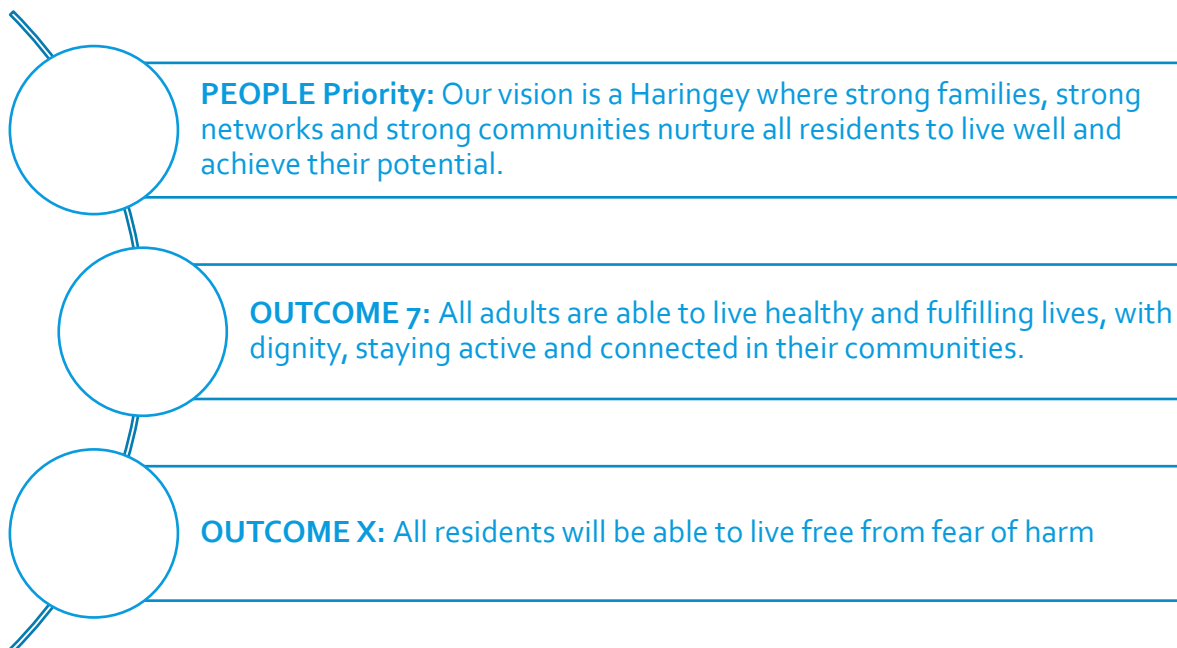 PEOPLE Priority: Our vision is a Haringey where strong families, strong
networks and strong communities nurture all residents to live well and
achieve their potential.
OUTCOME 7: All adults are able to live healthy and fulfilling lives, with
dignity, staying active and connected in their communities.
OUTCOME X: All residents will be able to live free from fear of harm